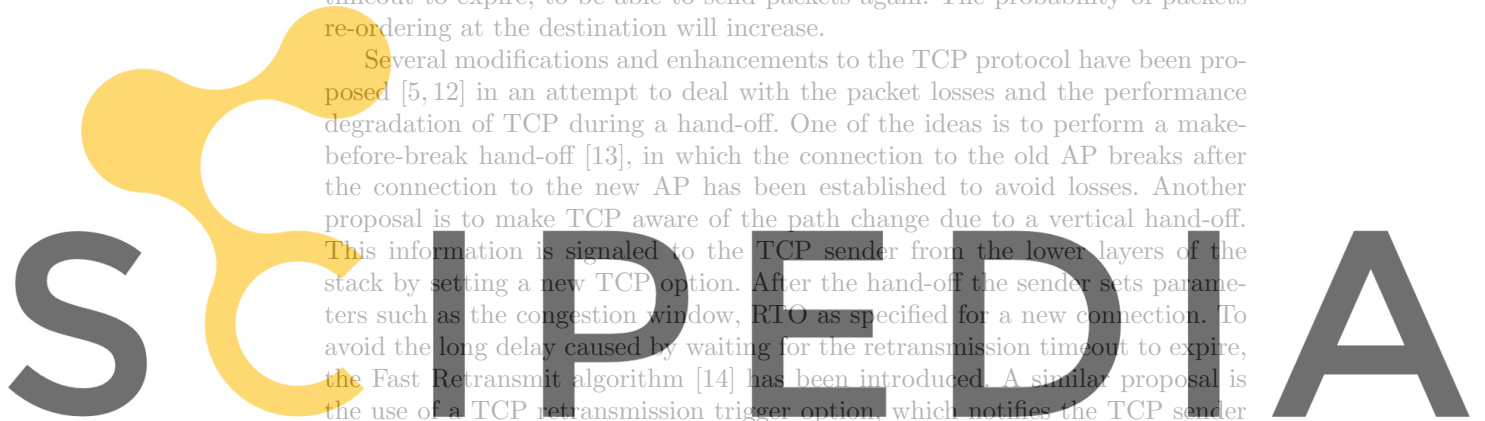 timeout to expire, to be able to send packets again. The probability of packets
re-ordering at the destination will increase.
Several modifications and enhancements to the TCP protocol have been pro-
posed [5, 12] in an attempt to deal with the packet losses and the performance
degradation of TCP during a hand-off. One of the ideas is to perform a make-
before-break hand-off [13], in which the connection to the old AP breaks after
the connection to the new AP has been established to avoid losses. Another
proposal is to make TCP aware of the path change due to a vertical hand-off.
This information is signaled to the TCP sender from the lower layers of the
stack by setting a new TCP option. After the hand-off the sender sets parame-
ters such as the congestion window, RTO as specified for a new connection. To
avoid the long delay caused by waiting for the retransmission timeout to expire,
the Fast Retransmit algorithm [14] has been introduced. A similar proposal is
the use of a TCP retransmission trigger option, which notifies the TCP sender
SCIPEDIA